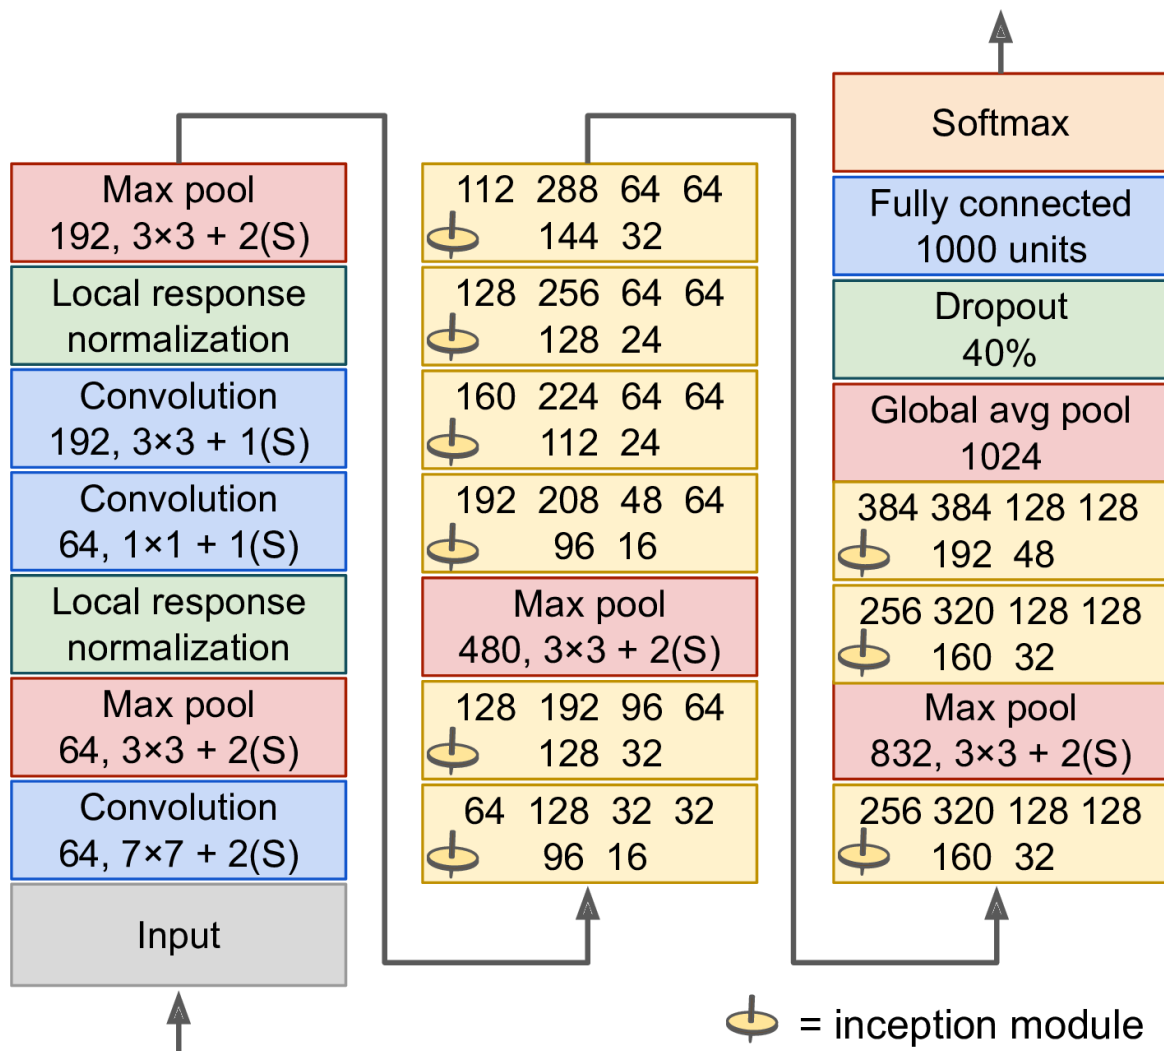 Max pool
192, 3×3 + 2(S)
Local response
normalization
Convolution
192, 3×3 + 1(S)
Convolution
64, 1×1 + 1(S)
Local response
normalization
Max pool
64, 3×3 + 2(S)
Convolution
64, 7×7 + 2(S)
Input
112 288 64 64
144 32
128 256 64 64
128 24
160 224 64 64
112 24
192 208 48 64
96 16
Max pool
480, 3×3 + 2(S)
128 192 96 64
128 32
64 128 32 32
96 16
Softmax
Fully connected
1000 units
Dropout
40%
Global avg pool
1024
384 384 128 128
192 48
256 320 128 128
160 32
Max pool
832, 3×3 + 2(S)
256 320 128 128
160 32
= inception module